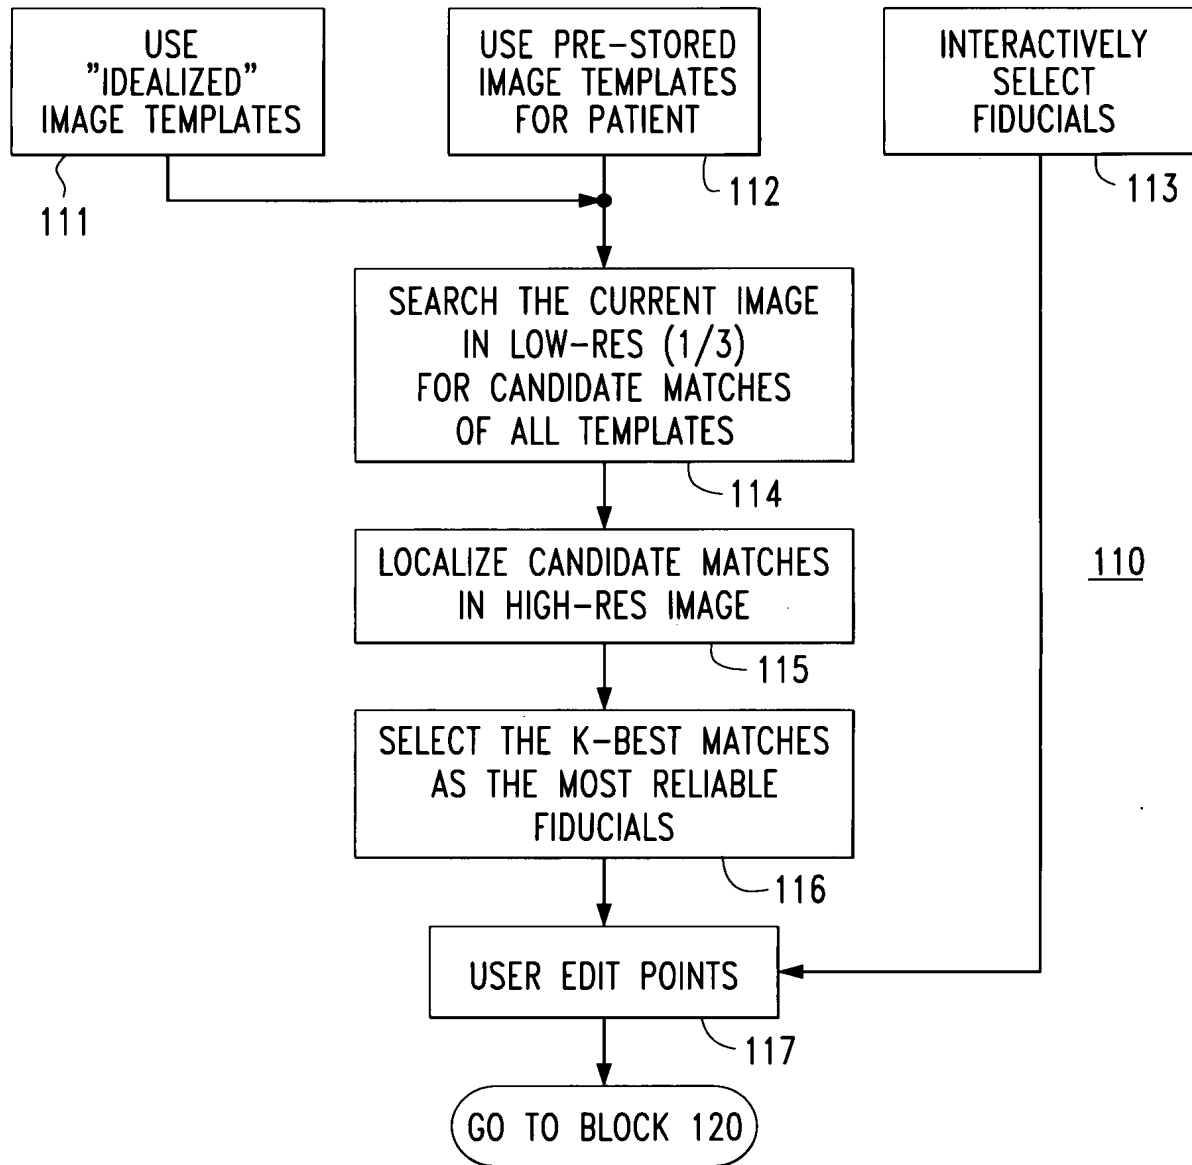 USE
"IDEALIZED"
IMAGE TEMPLATES
111
USE PRE-STORED
IMAGE TEMPLATES
FOR PATIENT
112
INTERACTIVELY
SELECT
FIDUCIALS
113
SEARCH THE CURRENT IMAGE
IN LOW-RES (1/3)
FOR CANDIDATE MATCHES
OF ALL TEMPLATES
114
LOCALIZE CANDIDATE MATCHES
IN HIGH-RES IMAGE
115
110
SELECT THE K-BEST MATCHES
AS THE MOST RELIABLE
FIDUCIALS
116
USER EDIT POINTS
117
GO TO BLOCK 120